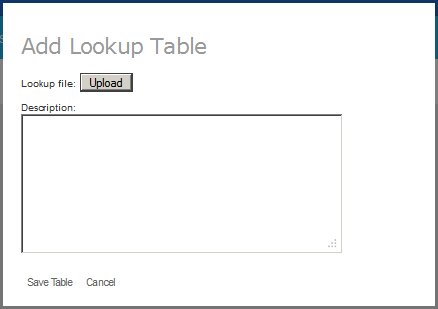 Add Lookup Table
Lookup file: Upload
Description:
Save Table Cancel